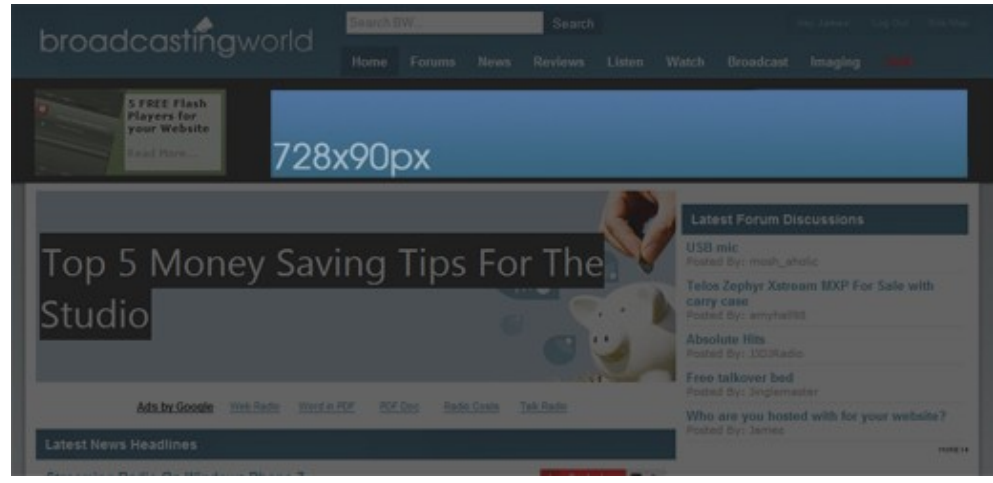 broadcastingworld
Search BW...
Search
Log Out
Home Forums News Reviews Listen Watch Broadcast Imaging
5 FREE Flash
Players for
your Website
Read More...
728x90px
Top 5 Money Saving Tips For The
Studio
Ads by Google Web Radio Word in PDF PDF Doc Radio Costs Talk Radio
Latest News Headlines
Latest Forum Discussions
USB mic
Posted By: mosh_aholic
Telos Zephyr Xstream MXP For Sale with
carry case
Posted By:
Absolute Hits
Posted By:
Free talkover bed
Posted By: Jinglemaster
Who are you hosted with for your website?
Posted By: James